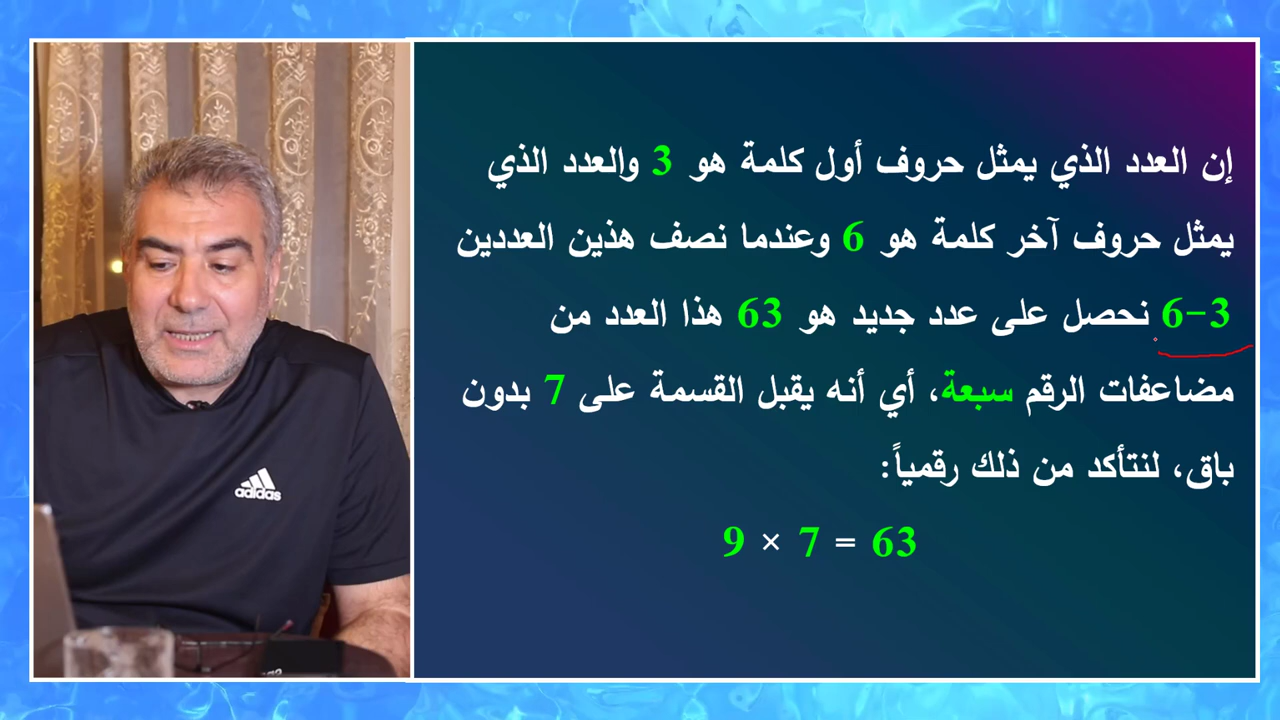 إن العدد الذي يمثل حروف أول كلمة هو 3 والعدد الذي
يمثل حروف آخر كلمة هو 6 وعندما نصف هذين العددين
6-3 نحصل على عدد جديد هو 63 هذا العدد من
مضاعفات الرقم سبعة، أي أنه يقبل القسمة على 7 بدون
باق، لنتأكد من ذلك رقمياً:
9 × 7 = 63
adidas